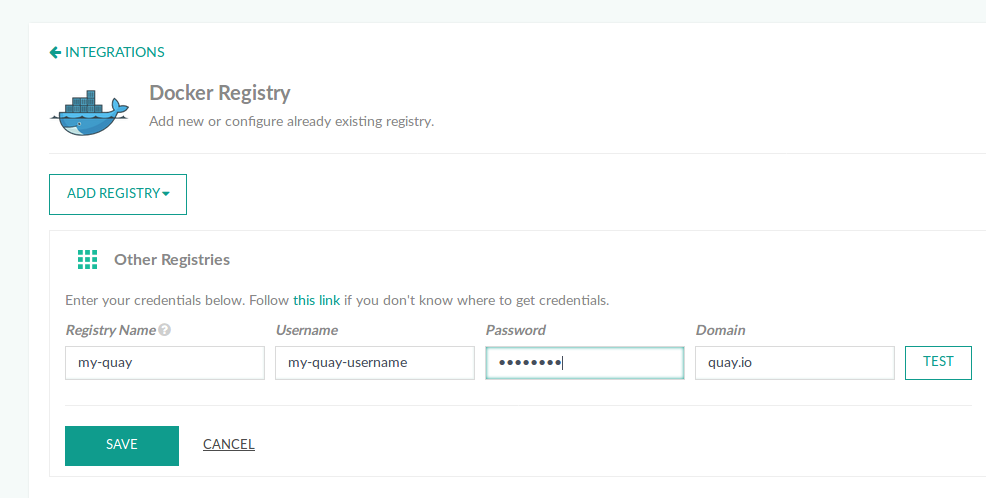 INTEGRATIONS
Docker Registry
Add new or configure already existing registry.
ADD REGISTRY
Other Registries
Enter your credentials below. Follow this link if you don't know where to get credentials.
Registry Name ? Username Password Domain
my-quay my-quay-username •••••••• quay.io TEST
SAVE CANCEL